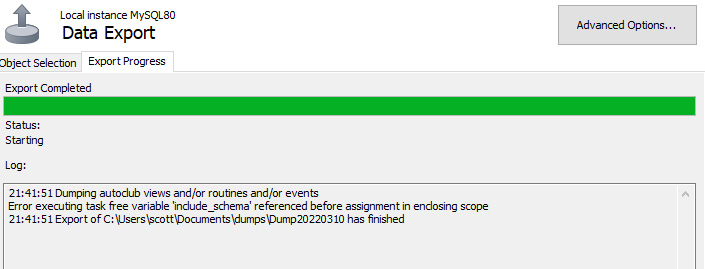 Local instance MySQL80
Data Export
Advanced Options...
Object Selection
Export Progress
Export Completed
Status:
Starting
Log:
21:41:51 Dumping autoclub views and/or routines and/or events
Error executing task free variable 'include_schema' referenced before assignment in enclosing scope
21:41:51 Export of C:\Users\scott\Documents\dumps\Dump20220310 has finished